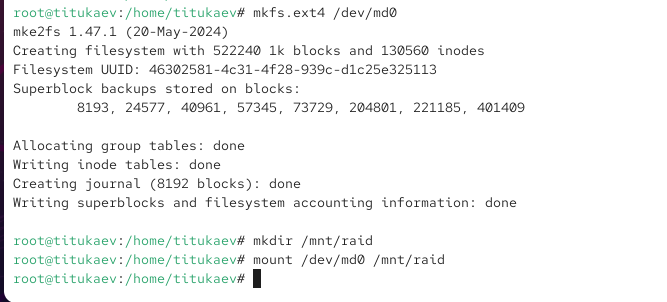 root@titukaev:/home/titukaev# mkfs.ext4 /dev/md0
mke2fs 1.47.1 (20-May-2024)
Creating filesystem with 522240 1k blocks and 130560 inodes
Filesystem UUID: 46302581-4c31-4f28-939c-d1c25e325113
Superblock backups stored on blocks:
        8193, 24577, 40961, 57345, 73729, 204801, 221185, 401409
Allocating group tables: done
Writing inode tables: done
Creating journal (8192 blocks): done
Writing superblocks and filesystem accounting information: done
root@titukaev:/home/titukaev# mkdir /mnt/raid
root@titukaev:/home/titukaev# mount /dev/md0 /mnt/raid
root@titukaev:/home/titukaev#